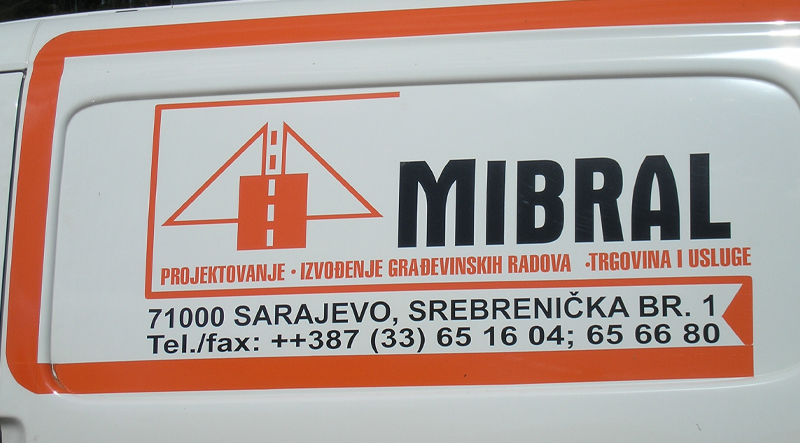 MIBRAL
PROJEKTOVANJE · IZVOĐENJE GRAĐEVINSKIH RADOVA ·TRGOVINA I USLUGE
71000 SARAJEVO, SREBRENIČKA BR. 1
Tel./fax: ++387 (33) 65 16 04; 65 66 80